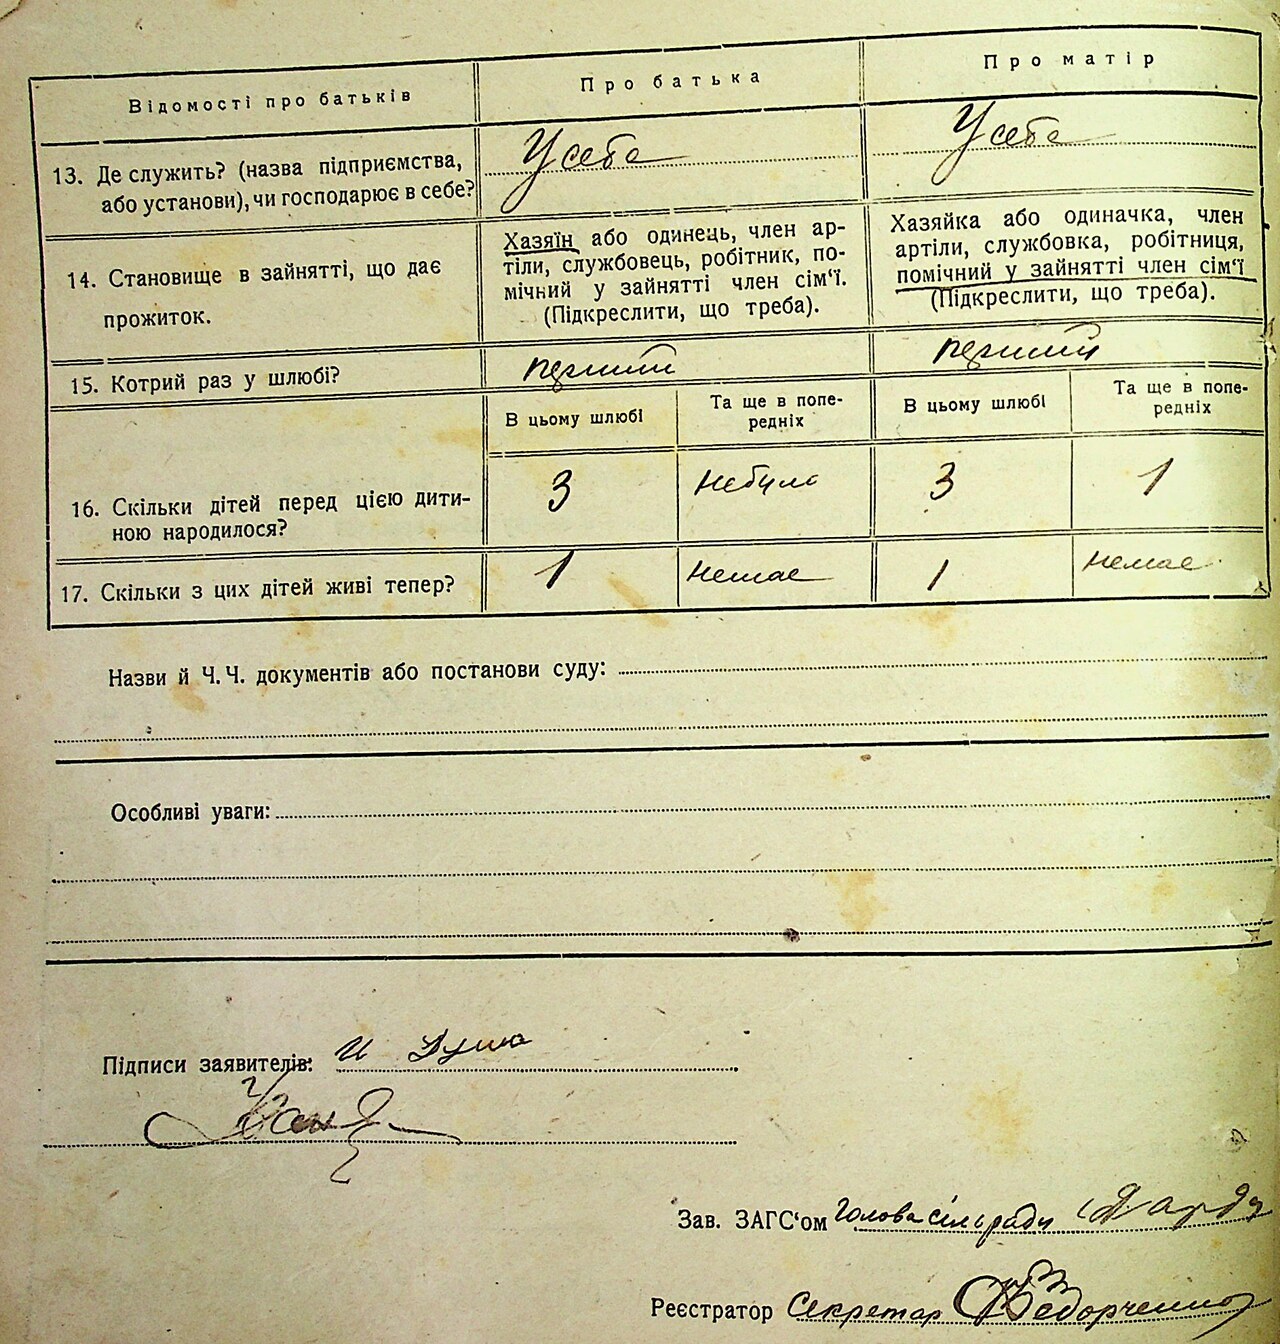 Відомості про батьків
Про батька
Про матір
13. Де служить? (назва підприємства, або установи), чи господарює в себе?
У себе
У себе
14. Становище в зайнятті, що дає прожиток.
Хазяїн або одинець, член ар-
тіли, службовець, робітник, по-
мічний у зайнятті член сім‘ї.
(Підкреслити, що треба).
Хазяйка або одиначка, член
артіли, службовка, робітниця,
помічний у зайнятті член сім‘ї
(Підкреслити, що треба).
15. Котрий раз у шлюбі?
перший
перший
В цьому шлюбі
Та ще в попе-
редніх
В цьому шлюбі
Та ще в попе-
редніх
16. Скільки дітей перед цією дити-
ною народилося?
3
небуло
3
1
17. Скільки з цих дітей живі тепер?
1
немає
1
немає
Назви й Ч. Ч. документів або постанови суду:
Особливі уваги:
Підписи заявителів:
Зав. ЗАГС‘ом Голова сільради
Реєстратор Секретар Федорченко